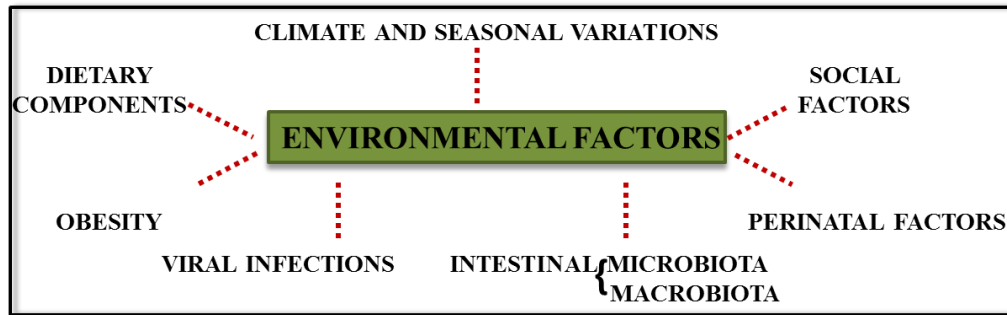 CLIMATE AND SEASONAL VARIATIONS
DIETARY
COMPONENTS
SOCIAL
FACTORS
ENVIRONMENTAL FACTORS
OBESITY
PERINATAL FACTORS
VIRAL INFECTIONS
INTESTINAL { MICROBIOTA
MACROBIOTA